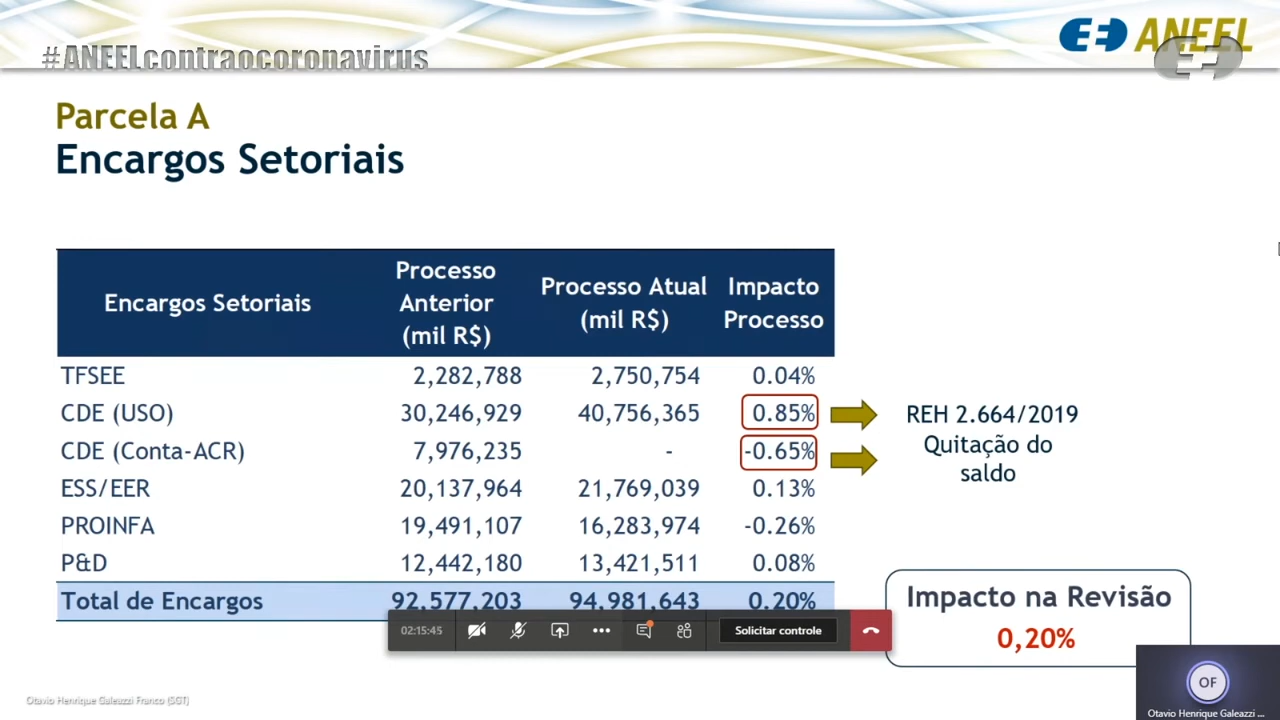 #ANEELcontraocoronavirus
ANEEL
Parcela A
Encargos Setoriais
Encargos Setoriais
Processo Anterior (mil R$)
Processo Atual (mil R$)
Impacto Processo
TFSEE 2,282,788 2,750,754 0.04%
CDE (USO) 30,246,929 40,756,365 0.85%
CDE (Conta-ACR) 7,976,235 - -0.65%
ESS/EER 20,137,964 21,769,039 0.13%
PROINFA 19,491,107 16,283,974 -0.26%
P&D 12,442,180 13,421,511 0.08%
Total de Encargos 92,577,203 94,981,643 0.20%
REH 2.664/2019
Quitação do
saldo
Impacto na Revisão
0,20%
02:15:45
Solicitar controle
OF
Otavio Henrique Galeazzi ...
Otavio Henrique Galeazzi Franco (SGT)